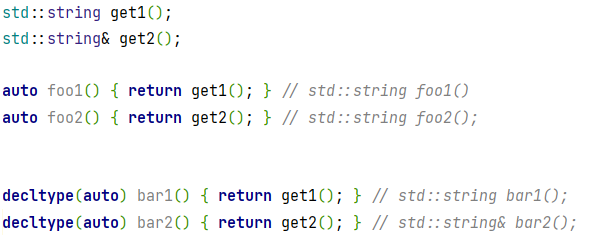 std::string get1();
std::string& get2();
auto foo1() { return get1(); } // std::string foo1()
auto foo2() { return get2(); } // std::string foo2();
decltype(auto) bar1() { return get1(); } // std::string bar1();
decltype(auto) bar2() { return get2(); } // std::string& bar2();